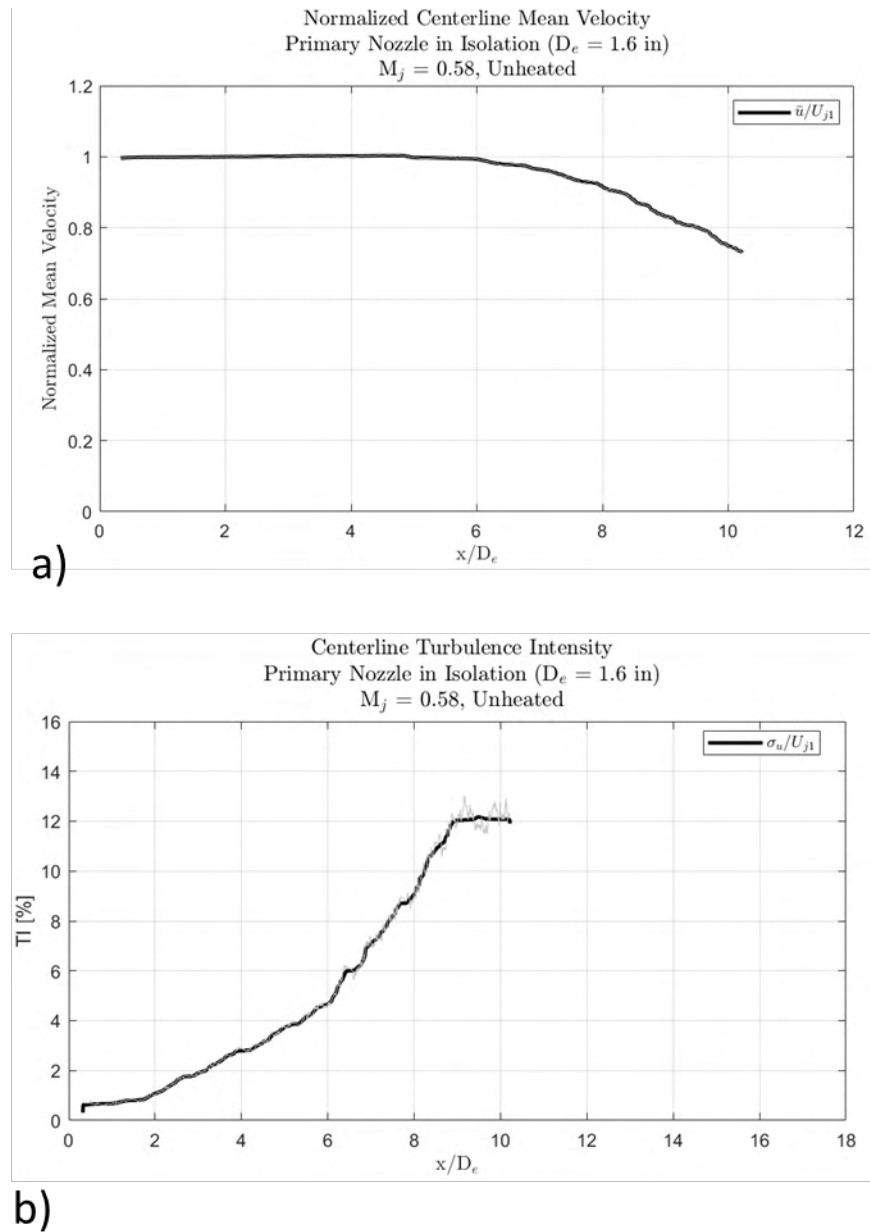 Normalized Centerline Mean Velocity
Primary Nozzle in Isolation (Dₑ = 1.6 in)
Mⱼ = 0.58, Unheated
1.2
1
0.8
0.6
0.4
0.2
0
Normalized Mean Velocity
ū/Uⱼ₁
0 2 4 6 8 10 12
x/Dₑ
a)
Centerline Turbulence Intensity
Primary Nozzle in Isolation (Dₑ = 1.6 in)
Mⱼ = 0.58, Unheated
16
14
12
10
8
6
4
2
0
TI [%]
σᵤ/Uⱼ₁
0 2 4 6 8 10 12 14 16 18
x/Dₑ
b)